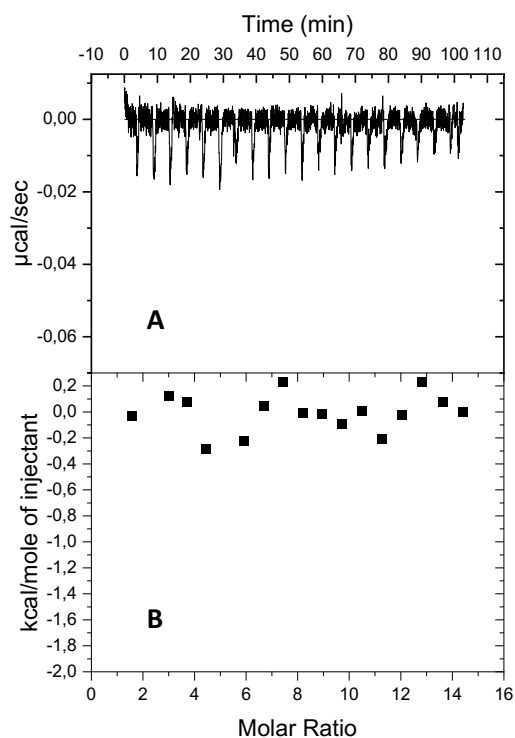 Time (min)
-10 0 10 20 30 40 50 60 70 80 90 100 110
0,00
-0,02
-0,04
-0,06
µcal/sec
A
0,2
0,0
-0,2
-0,4
-0,6
-0,8
-1,0
-1,2
-1,4
-1,6
-1,8
-2,0
kcal/mole of injectant
B
0 2 4 6 8 10 12 14 16
Molar Ratio